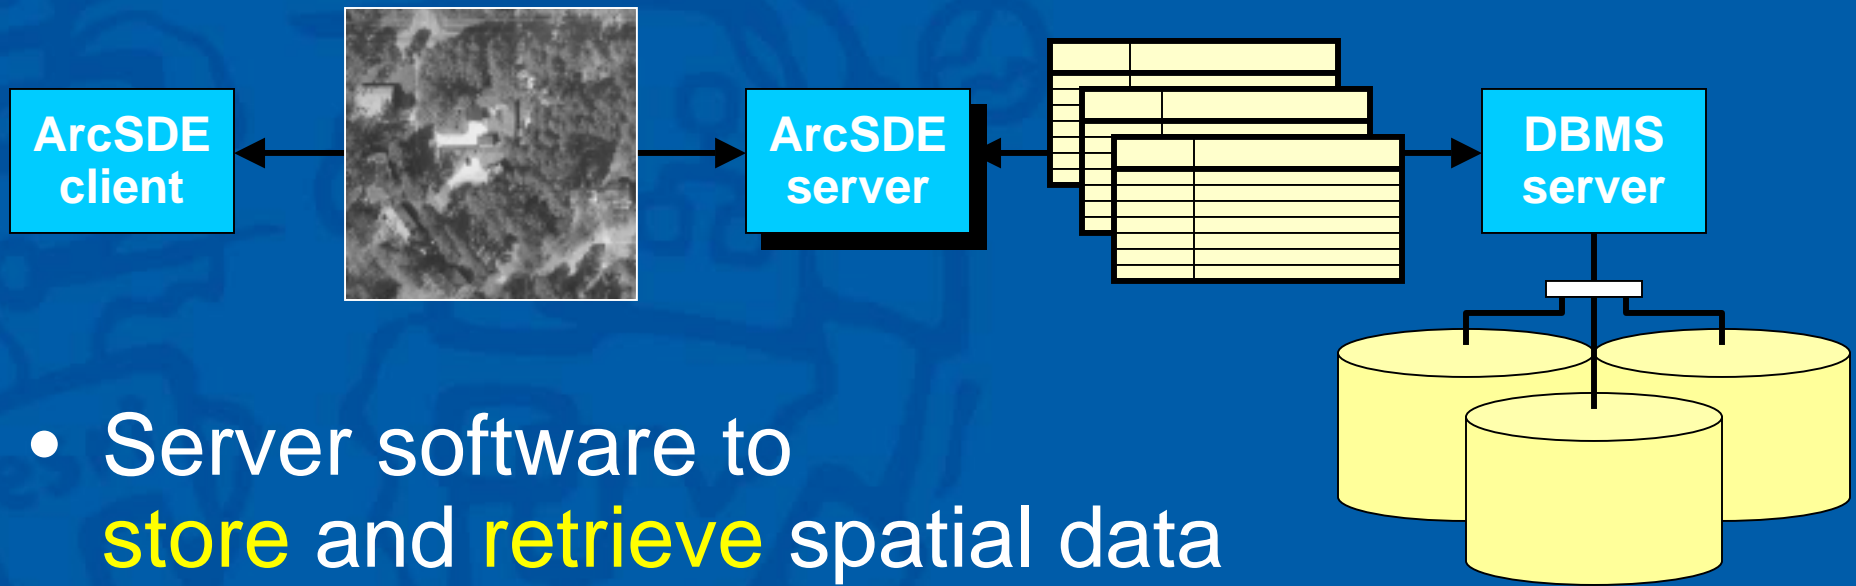 ArcSDE
client
ArcSDE
server
DBMS
server
• Server software to
store and retrieve spatial data